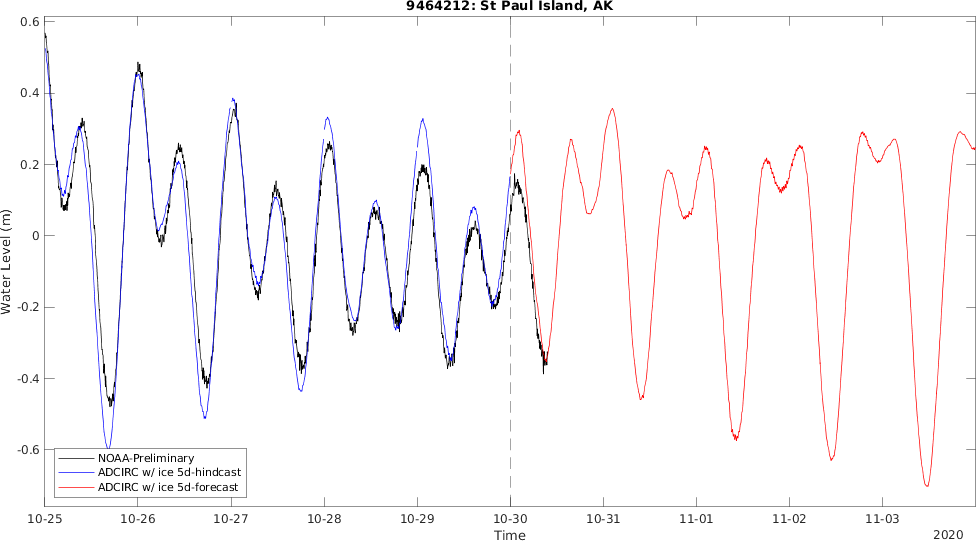 9464212: St Paul Island, AK
0.6
0.4
0.2
0
-0.2
-0.4
-0.6
Water Level (m)
NOAA-Preliminary
ADCIRC w/ ice 5d-hindcast
ADCIRC w/ ice 5d-forecast
10-25 10-26 10-27 10-28 10-29 10-30 10-31 11-01 11-02 11-03
Time
2020